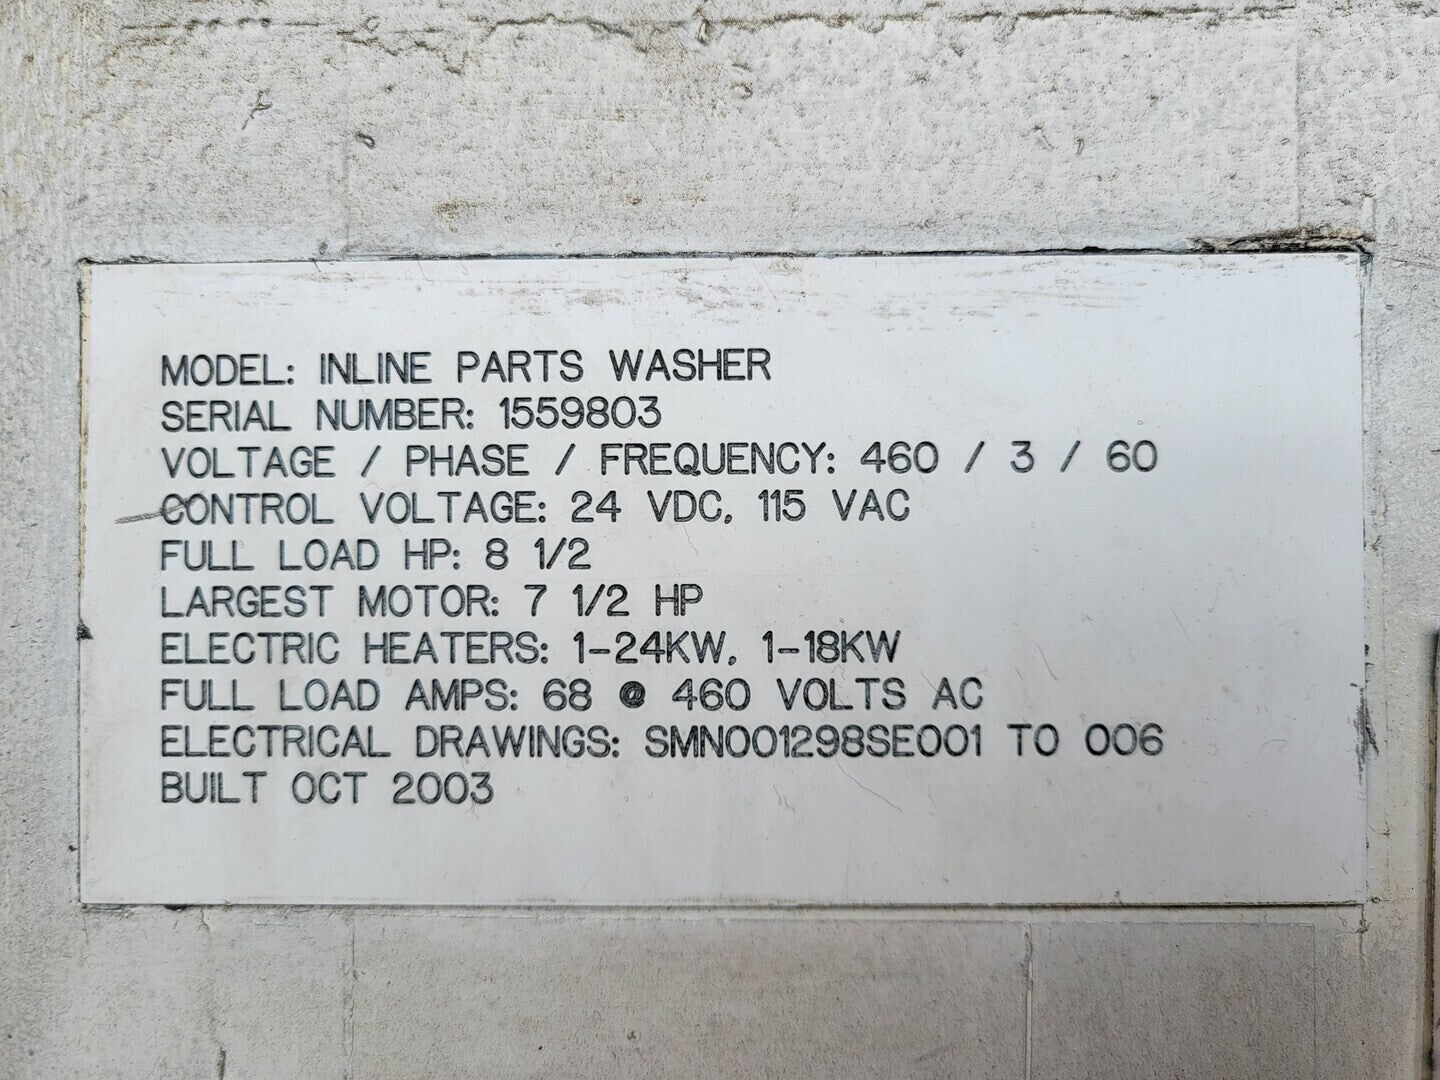 MODEL: INLINE PARTS WASHER
SERIAL NUMBER: 1559803
VOLTAGE / PHASE / FREQUENCY: 460 / 3 / 60
CONTROL VOLTAGE: 24 VDC, 115 VAC
FULL LOAD HP: 8 1/2
LARGEST MOTOR: 7 1/2 HP
ELECTRIC HEATERS: 1-24KW, 1-18KW
FULL LOAD AMPS: 68 @ 460 VOLTS AC
ELECTRICAL DRAWINGS: SMN001298SE001 TO 006
BUILT OCT 2003